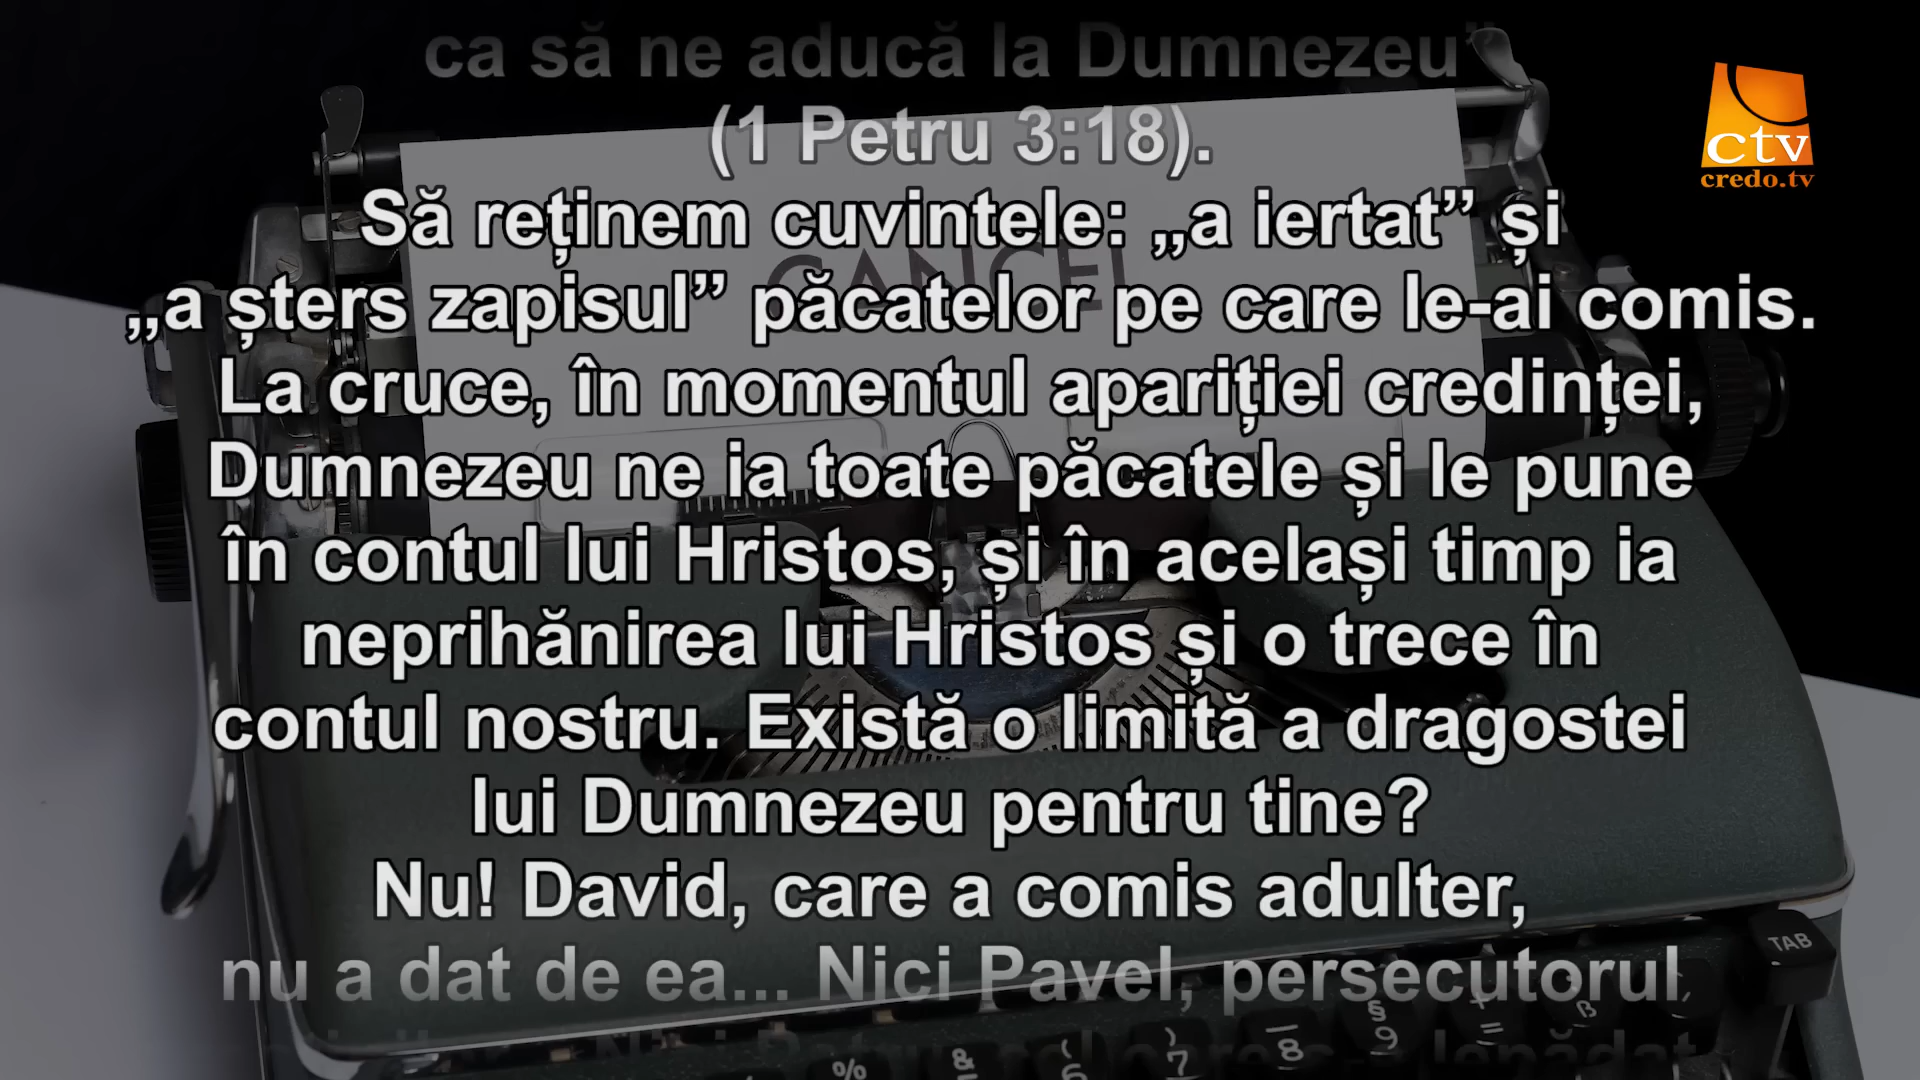 ca să ne aducă la Dumnezeu”
(1 Petru 3:18).
Să reținem cuvintele: „a iertat” și
„a șters zapisul” păcatelor pe care le-ai comis.
La cruce, în momentul apariției credinței,
Dumnezeu ne ia toate păcatele și le pune
în contul lui Hristos, și în același timp ia
neprihănirea lui Hristos și o trece în
contul nostru. Există o limită a dragostei
lui Dumnezeu pentru tine?
Nu! David, care a comis adulter,
nu a dat de ea... Nici Pavel, persecutorul
ctv
credo.tv
CANCEL
TAB